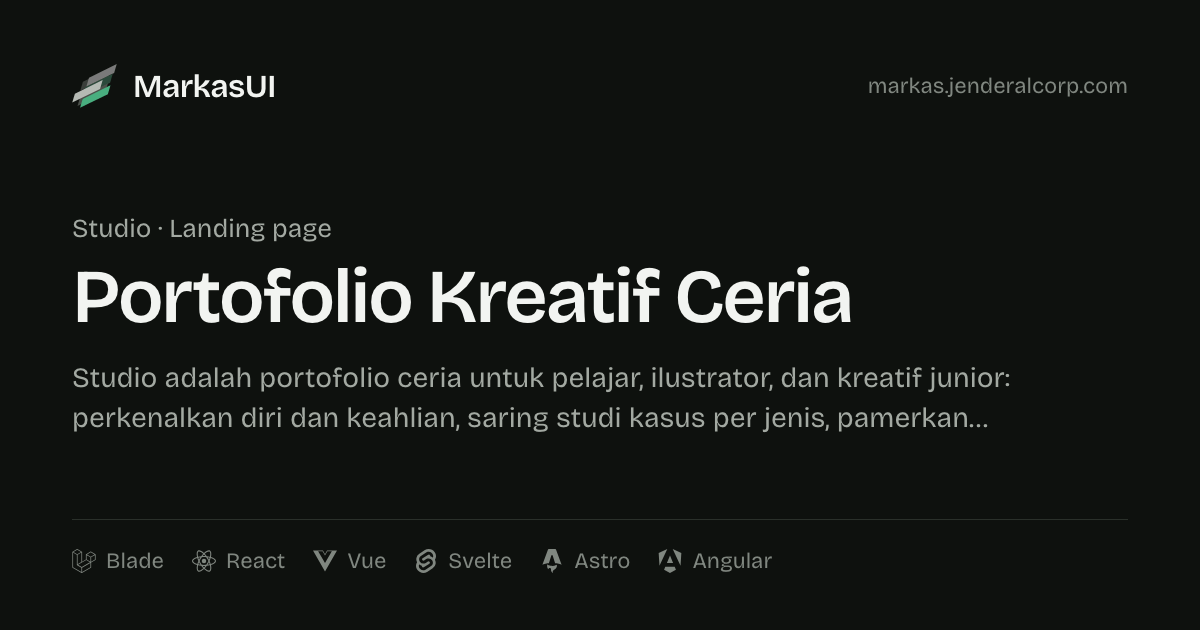 MarkasUI
markas.jenderalcorp.com
Studio · Landing page
Portofolio Kreatif Ceria
Studio adalah portofolio ceria untuk pelajar, ilustrator, dan kreatif junior:
perkenalkan diri dan keahlian, saring studi kasus per jenis, pamerkan...
Blade React Vue Svelte Astro Angular